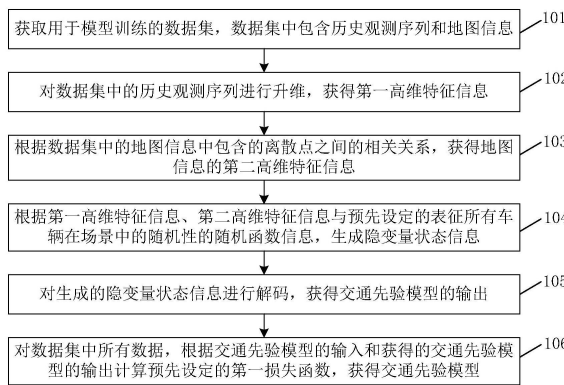 获取用于模型训练的数据集，数据集中包含历史观测序列和地图信息
101
对数据集中的历史观测序列进行升维，获得第一高维特征信息
102
根据数据集中的地图信息中包含的离散点之间的相关关系，获得地图
信息的第二高维特征信息
103
根据第一高维特征信息、第二高维特征信息与预先设定的表征所有车
辆在场景中的随机性的随机函数信息，生成隐变量状态信息
104
对生成的隐变量状态信息进行解码，获得交通先验模型的输出
105
对数据集中所有数据，根据交通先验模型的输入和获得的交通先验模
型的输出计算预先设定的第一损失函数，获得交通先验模型
106